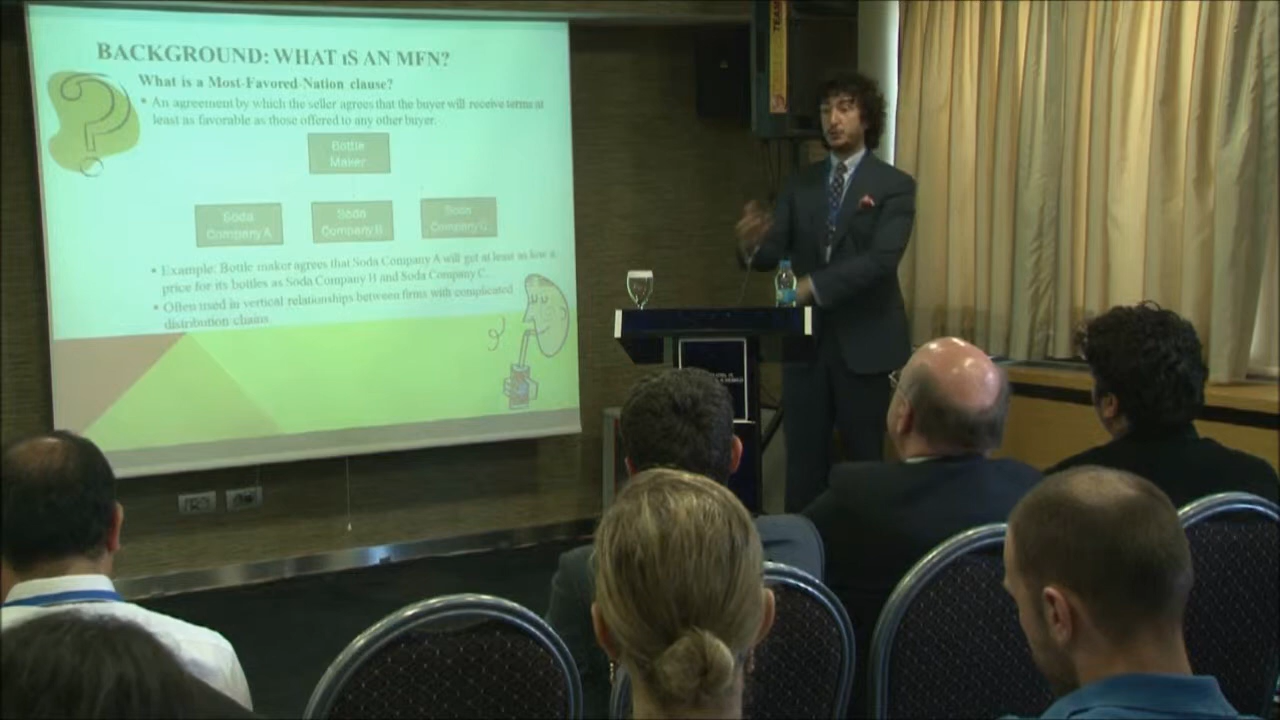 BACKGROUND: WHAT IS AN MFN?
What is a Most-Favored-Nation clause?
• An agreement by which the seller agrees that the buyer will receive terms at
least as favorable as those offered to any other buyer.
Bottle
Maker
Soda
Company A
Soda
Company B
Soda
Company C
• Example: Bottle maker agrees that Soda Company A will get at least as low a
price for its bottles as Soda Company B and Soda Company C.
• Often used in vertical relationships between firms with complicated
distribution chains.
TEAM